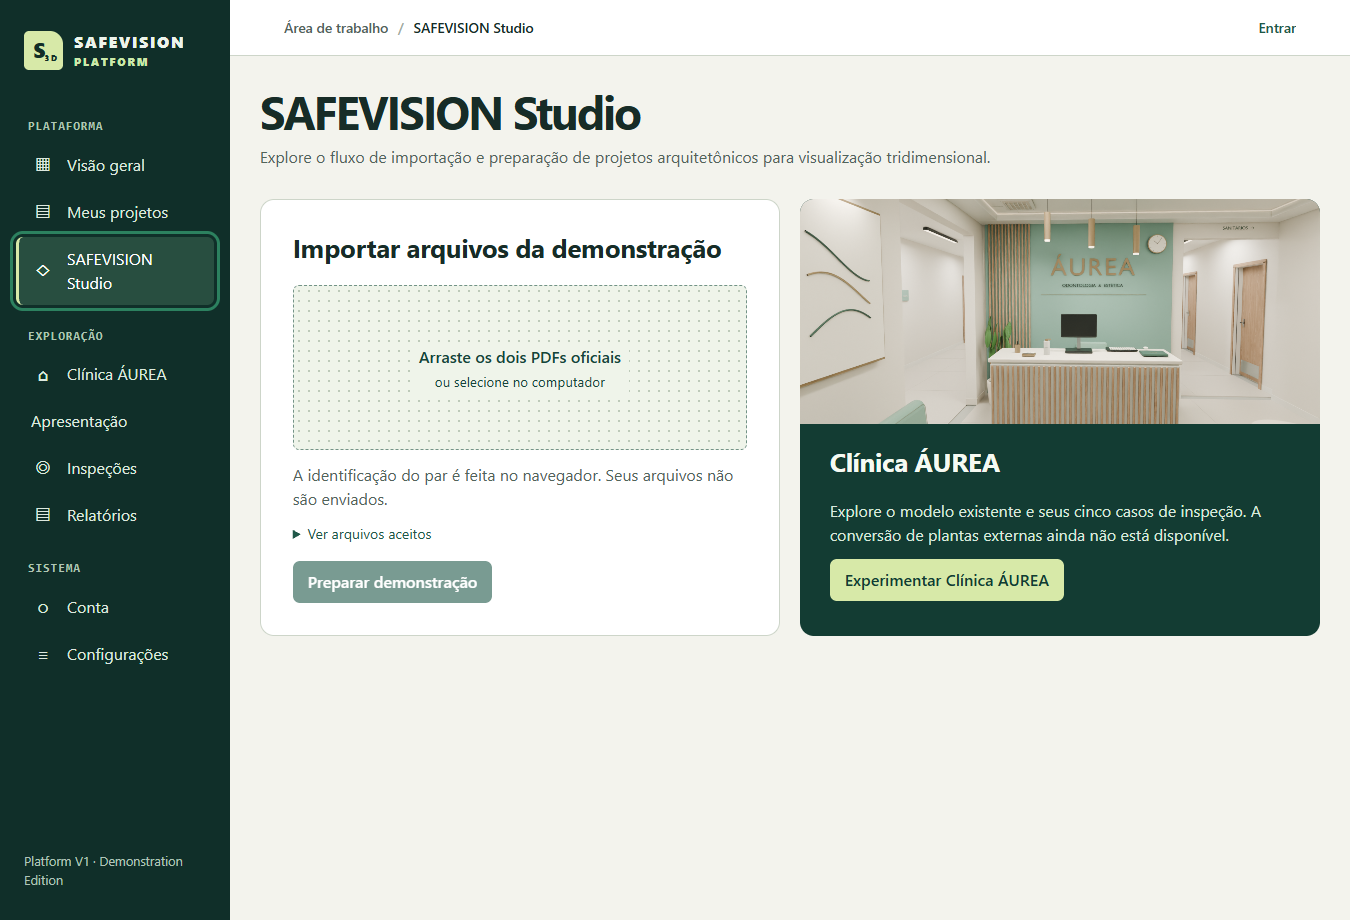 S3D
SAFEVISION
PLATFORM
PLATAFORMA
Visão geral
Meus projetos
SAFEVISION
Studio
EXPLORAÇÃO
Clínica ÁUREA
Apresentação
Inspeções
Relatórios
SISTEMA
Conta
Configurações
Platform V1 · Demonstration
Edition
Área de trabalho / SAFEVISION Studio
Entrar
SAFEVISION Studio
Explore o fluxo de importação e preparação de projetos arquitetônicos para visualização tridimensional.
Importar arquivos da demonstração
Arraste os dois PDFs oficiais
ou selecione no computador
A identificação do par é feita no navegador. Seus arquivos não
são enviados.
Ver arquivos aceitos
Preparar demonstração
ÁUREA
ODONTOLOGIA & ESTÉTICA
SANITÁRIOS
Clínica ÁUREA
Explore o modelo existente e seus cinco casos de inspeção. A
conversão de plantas externas ainda não está disponível.
Experimentar Clínica ÁUREA